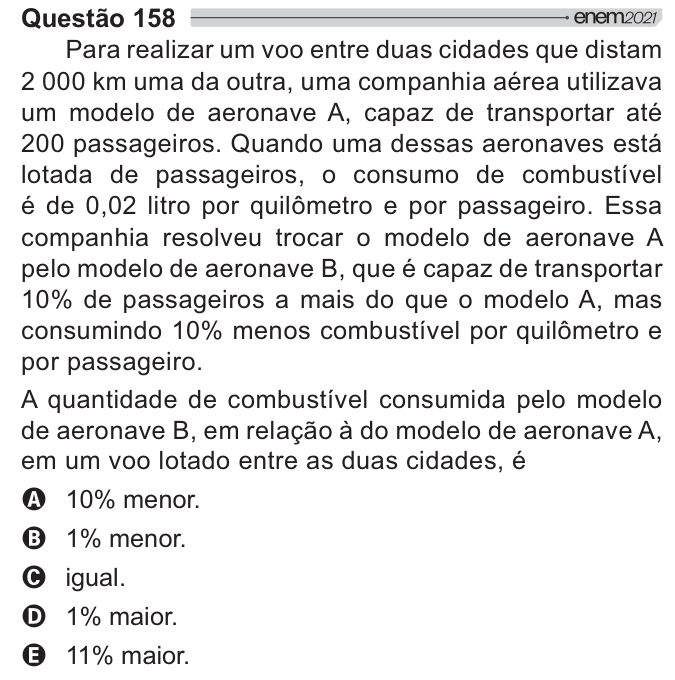 Questão 158 enem2021
Para realizar um voo entre duas cidades que distam
2 000 km uma da outra, uma companhia aérea utilizava
um modelo de aeronave A, capaz de transportar até
200 passageiros. Quando uma dessas aeronaves está
lotada de passageiros, o consumo de combustível
é de 0,02 litro por quilômetro e por passageiro. Essa
companhia resolveu trocar o modelo de aeronave A
pelo modelo de aeronave B, que é capaz de transportar
10% de passageiros a mais do que o modelo A, mas
consumindo 10% menos combustível por quilômetro e
por passageiro.
A quantidade de combustível consumida pelo modelo
de aeronave B, em relação à do modelo de aeronave A,
em um voo lotado entre as duas cidades, é
A 10% menor.
B 1% menor.
C igual.
D 1% maior.
E 11% maior.